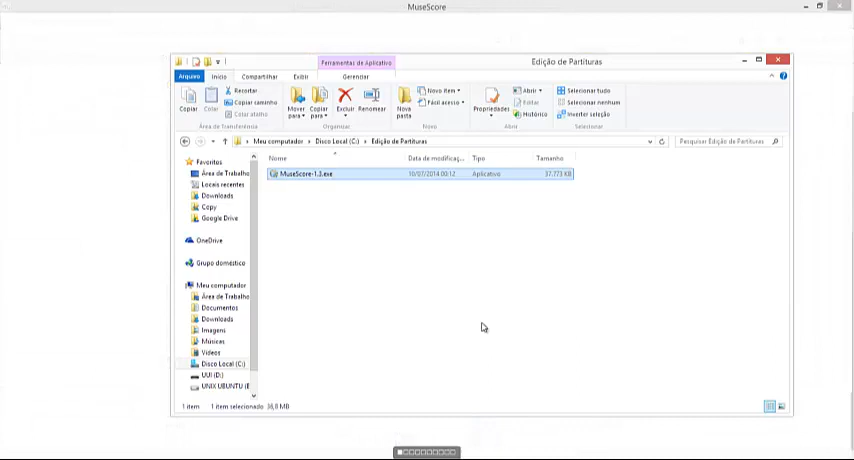 MuseScore
Ferramentas de Aplicativo
Edição de Partituras
Arquivo Início Compartilhar Exibir Gerenciar
Copiar
Colar
Recortar
Copiar caminho
Colar atalho
Área de Transferência
Mover para
Copiar para
Excluir
Renomear
Organizar
Nova pasta
Novo item
Fácil acesso
Novo
Propriedades
Abrir
Editar
Histórico
Abrir
Selecionar tudo
Selecionar nenhum
Inverter seleção
Selecionar
Meu computador Disco Local (C:) Edição de Partituras
Pesquisar Edição de Partituras
Nome Data de modificaç... Tipo Tamanho
MuseScore-1.3.exe 10/07/2014 00:12 Aplicativo 37.773 KB
Favoritos
Área de Trabalho
Locais recentes
Downloads
Copy
Google Drive
OneDrive
Grupo doméstico
Meu computador
Área de Trabalho
Documentos
Downloads
Imagens
Músicas
Vídeos
Disco Local (C:)
UUI (D:)
UNIX UBUNTU (E
1 item 1 item selecionado 36,8 MB